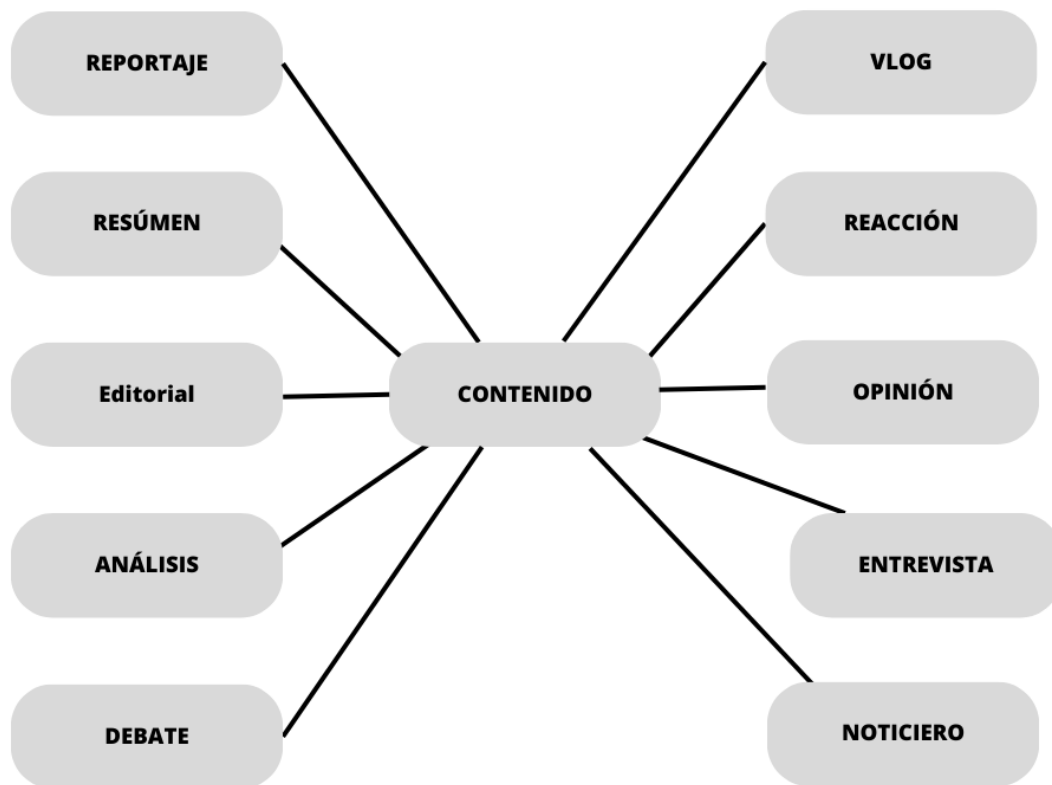 REPORTAJE
VLOG
RESÚMEN
REACCIÓN
Editorial
CONTENIDO
OPINIÓN
ANÁLISIS
ENTREVISTA
DEBATE
NOTICIERO